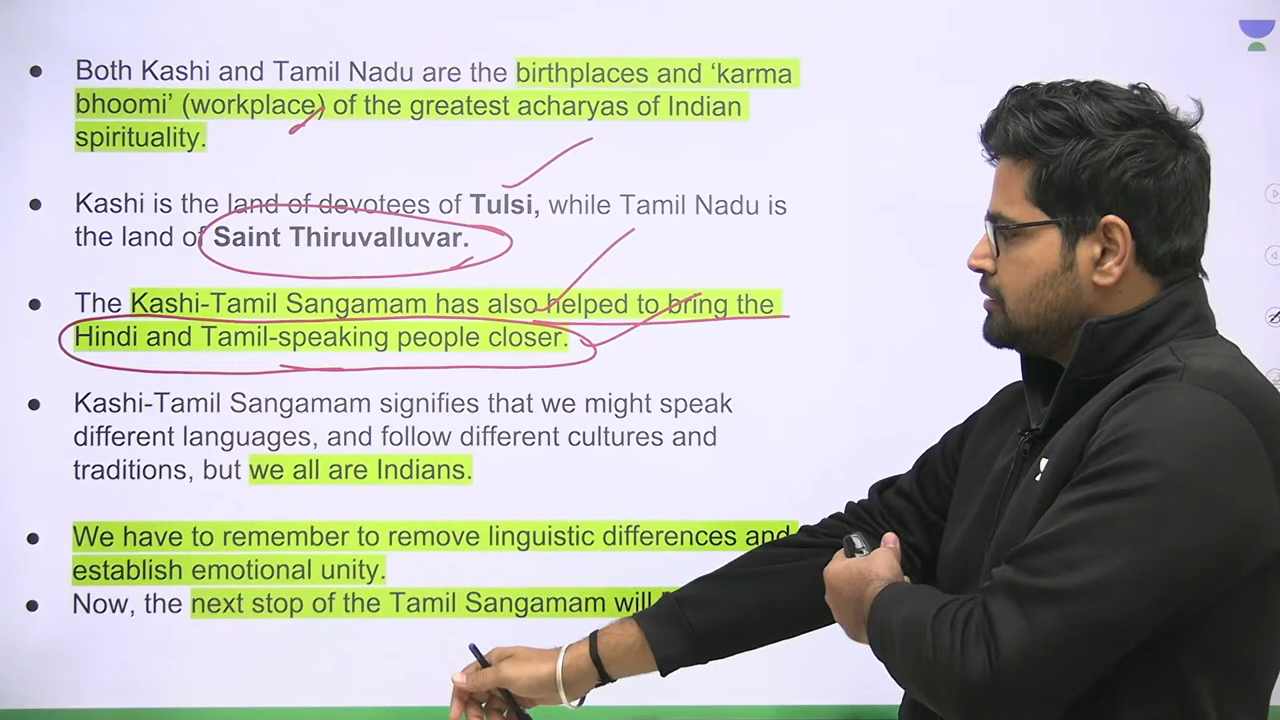 Both Kashi and Tamil Nadu are the birthplaces and ‘karma
bhoomi’ (workplace) of the greatest acharyas of Indian
spirituality.
Kashi is the land of devotees of Tulsi, while Tamil Nadu is
the land of Saint Thiruvalluvar.
The Kashi-Tamil Sangamam has also helped to bring the
Hindi and Tamil-speaking people closer.
Kashi-Tamil Sangamam signifies that we might speak
different languages, and follow different cultures and
traditions, but we all are Indians.
We have to remember to remove linguistic differences and
establish emotional unity.
Now, the next stop of the Tamil Sangamam will